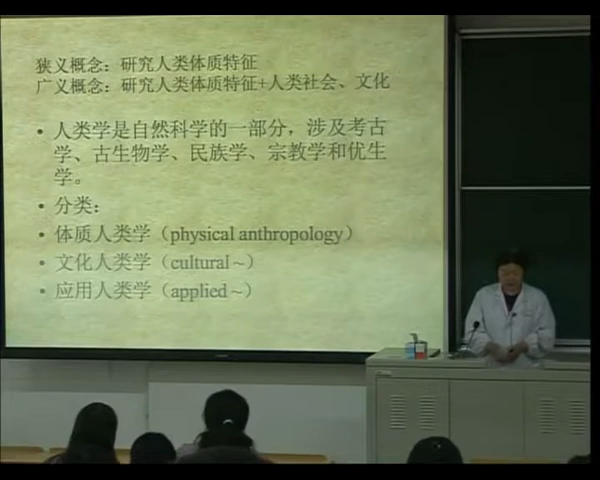 狭义概念：研究人类体质特征
广义概念：研究人类体质特征+人类社会、文化
• 人类学是自然科学的一部分，涉及考古
学、古生物学、民族学、宗教学和优生
学。
• 分类：
• 体质人类学（physical anthropology）
• 文化人类学（cultural ~）
• 应用人类学（applied ~）